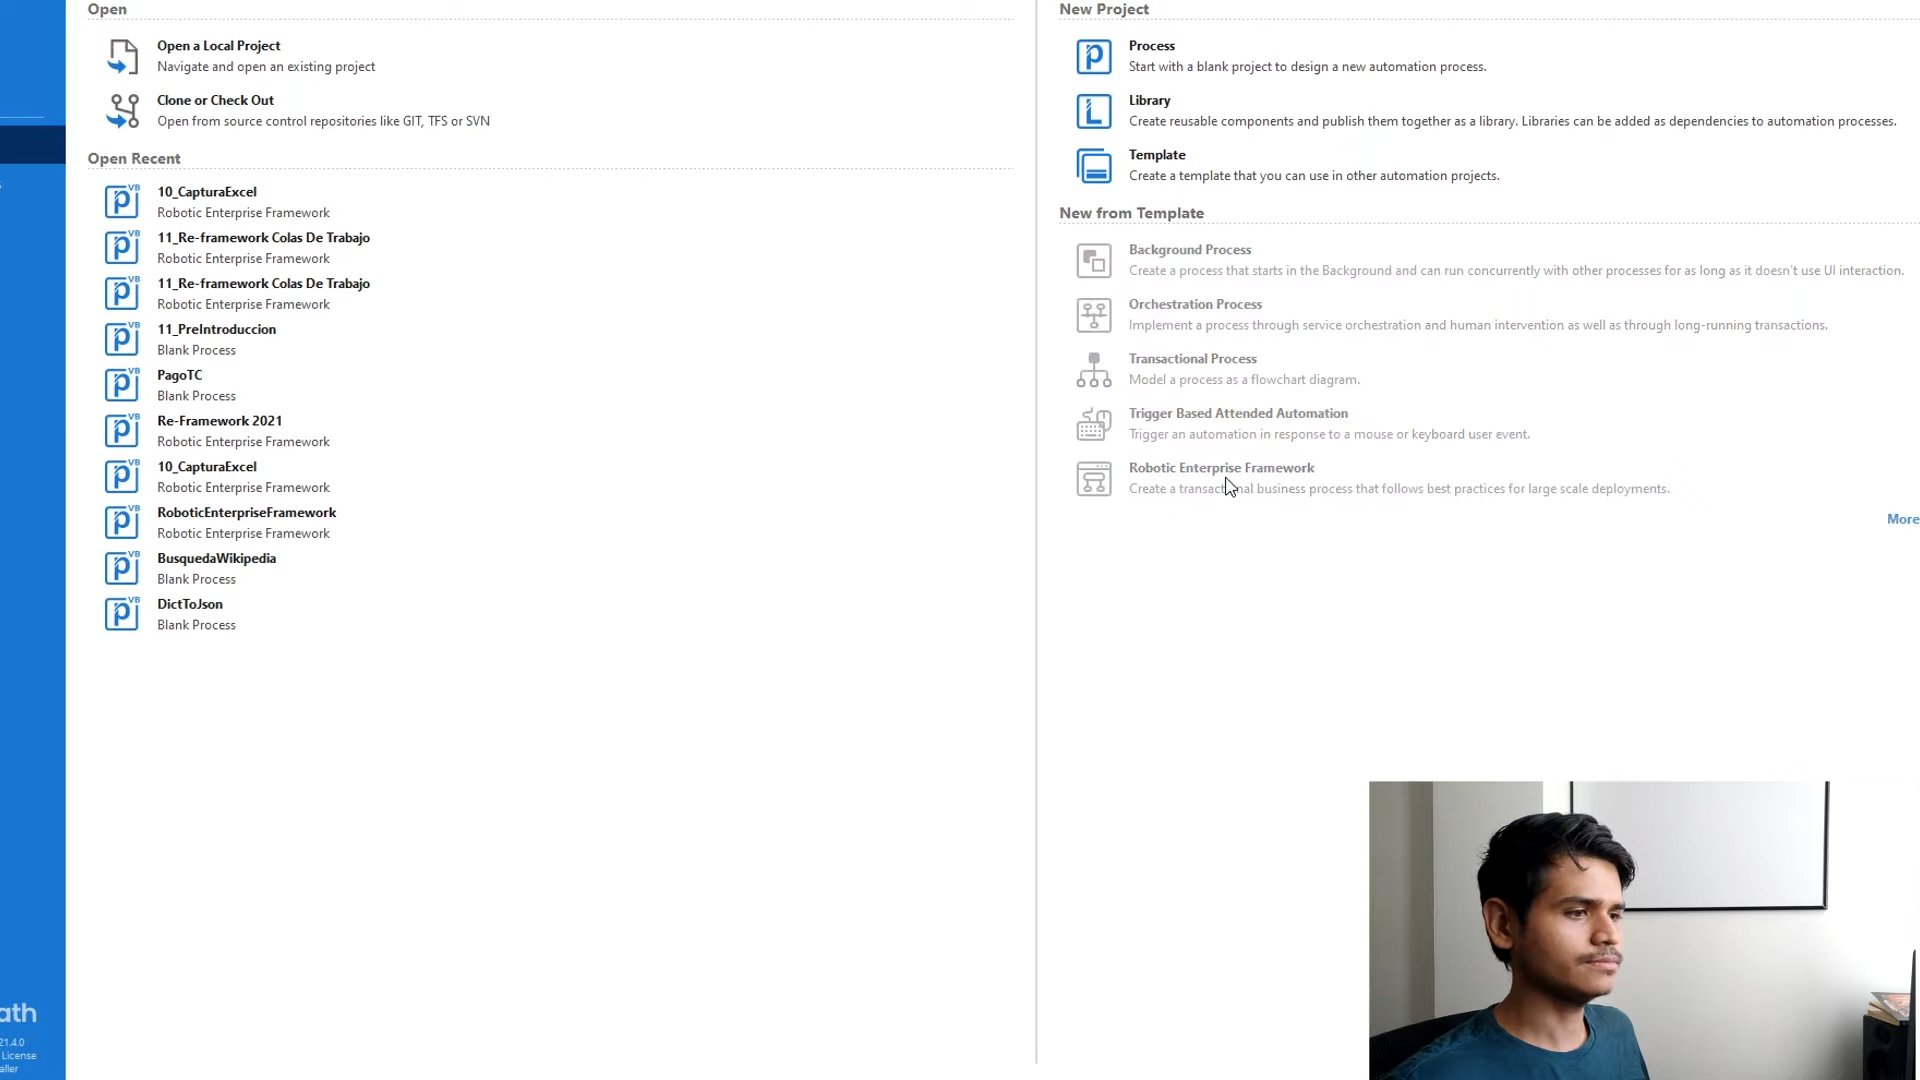 Open
Open a Local Project
Navigate and open an existing project
Clone or Check Out
Open from source control repositories like GIT, TFS or SVN
Open Recent
10_CapturaExcel
Robotic Enterprise Framework
11_Re-framework Colas De Trabajo
Robotic Enterprise Framework
11_Re-framework Colas De Trabajo
Robotic Enterprise Framework
11_PreIntroduccion
Blank Process
PagoTC
Blank Process
Re-Framework 2021
Robotic Enterprise Framework
10_CapturaExcel
Robotic Enterprise Framework
RoboticEnterpriseFramework
Robotic Enterprise Framework
BusquedaWikipedia
Blank Process
DictToJson
Blank Process
New Project
Process
Start with a blank project to design a new automation process.
Library
Create reusable components and publish them together as a library. Libraries can be added as dependencies to automation processes.
Template
Create a template that you can use in other automation projects.
New from Template
Background Process
Create a process that starts in the Background and can run concurrently with other processes for as long as it doesn't use UI interaction.
Orchestration Process
Implement a process through service orchestration and human intervention as well as through long-running transactions.
Transactional Process
Model a process as a flowchart diagram.
Trigger Based Attended Automation
Trigger an automation in response to a mouse or keyboard user event.
Robotic Enterprise Framework
Create a transactional business process that follows best practices for large scale deployments.
More
ath
21.4.0
License
aller